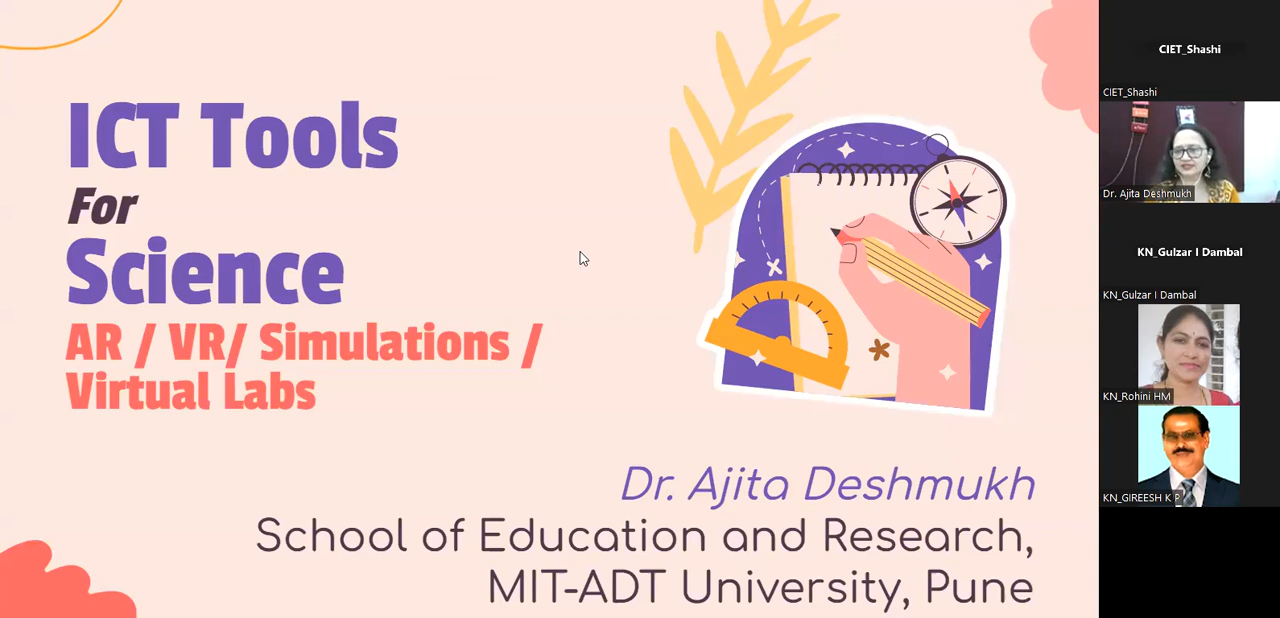 ICT Tools
For
Science
AR / VR/ Simulations /
Virtual Labs
Dr. Ajita Deshmukh
School of Education and Research,
MIT-ADT University, Pune
CIET_Shashi
CIET_Shashi
Dr. Ajita Deshmukh
KN_Gulzar I Dambal
KN_Gulzar I Dambal
KN_Rohini HM
KN_GIREESH K P